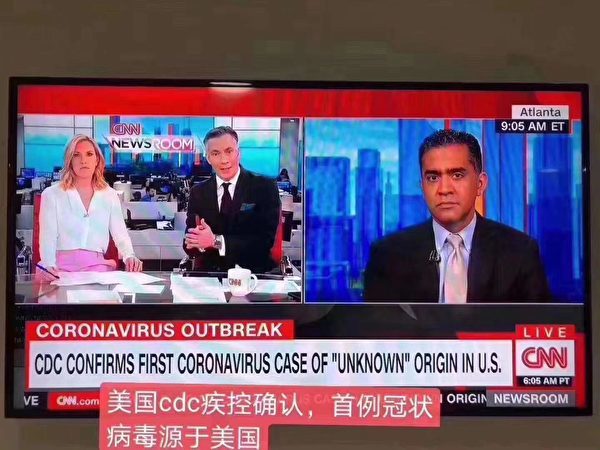 Atlanta
9:05 AM ET
CNN
NEWSROOM
CNN
CORONAVIRUS OUTBREAK
LIVE
CDC CONFIRMS FIRST CORONAVIRUS CASE OF "UNKNOWN" ORIGIN IN U.S.
CNN
6:05 AM PT
VE
CNN.com
ORIGIN
NEWSROOM
美国cdc疾控确认，首例冠状
病毒源于美国